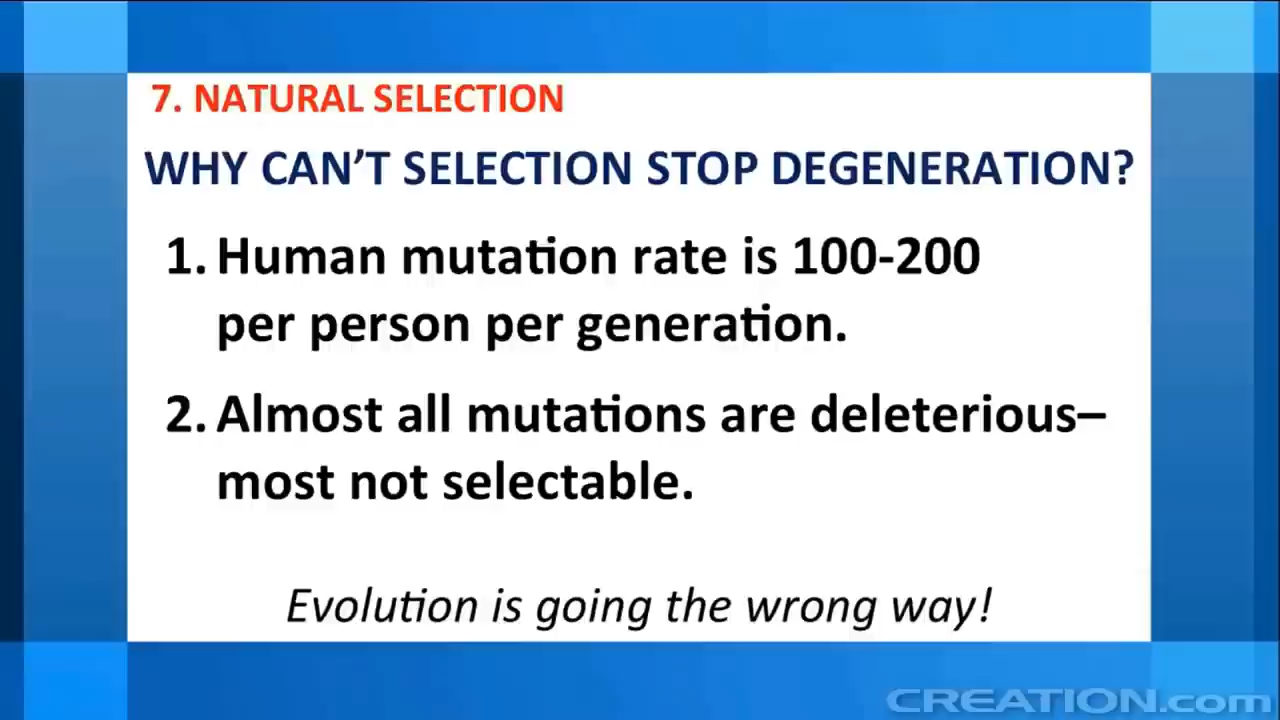 7. NATURAL SELECTION
WHY CAN'T SELECTION STOP DEGENERATION?
1. Human mutation rate is 100-200
per person per generation.
2. Almost all mutations are deleterious–
most not selectable.
Evolution is going the wrong way!
CREATION.com